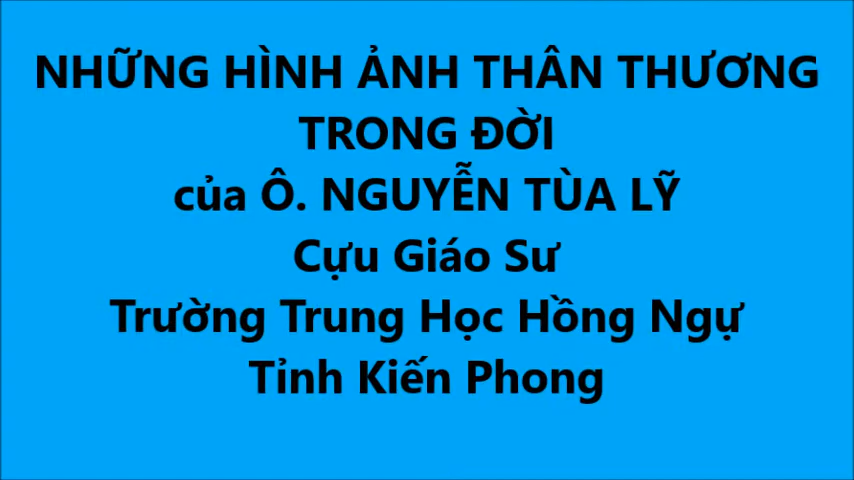 NHỮNG HÌNH ẢNH THÂN THƯƠNG
TRONG ĐỜI
của Ô. NGUYỄN TÙA LỸ
Cựu Giáo Sư
Trường Trung Học Hồng Ngự
Tỉnh Kiến Phong